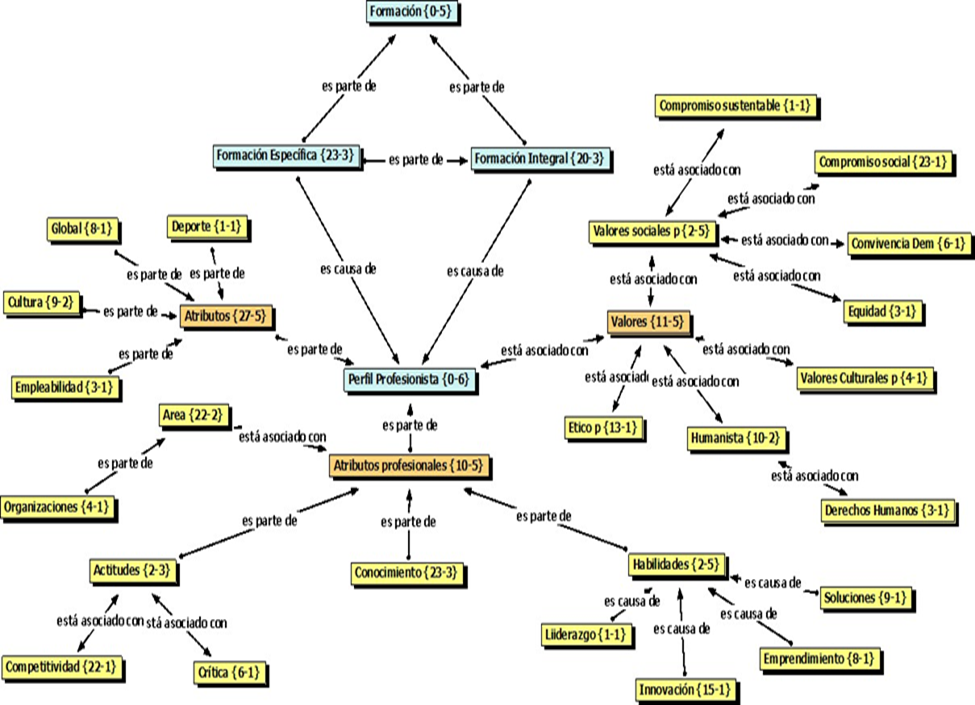 Formación {0-5}
es parte de
es parte de
Compromiso sustentable {1-1}
Formación Específica {23-3}
es parte de
Formación Integral {20-3}
está asociado con
Compromiso social {23-1}
está asociado con
Global {8-1}
Deporte {1-1}
Valores sociales p {2-5}
está asociado con
Convivencia Dem {6-1}
es parte de
es parte de
es causa de
es causa de
está asociado con
está asociado con
Cultura {9-2}
es parte de
Atributos {27-5}
Valores {11-5}
Equidad {3-1}
es parte de
es parte de
está asociado con
está asociado con
Empleabilidad {3-1}
Perfil Profesionista {0-6}
está asociad
está asociado con
Valores Culturales p {4-1}
Area {22-2}
es parte de
Etico p {13-1}
está asociado con
Humanista {10-2}
es parte de
Atributos profesionales {10-5}
está asociado con
Organizaciones {4-1}
es parte de
es parte de
es parte de
Derechos Humanos {3-1}
Actitudes {2-3}
Conocimiento {23-3}
Habilidades {2-5}
es causa de
Soluciones {9-1}
está asociado con
stá asociado con
es causa de
es causa de
es causa de
Liiderazgo {1-1}
Competitividad {22-1}
Crítica {6-1}
Emprendimiento {8-1}
Innovación {15-1}